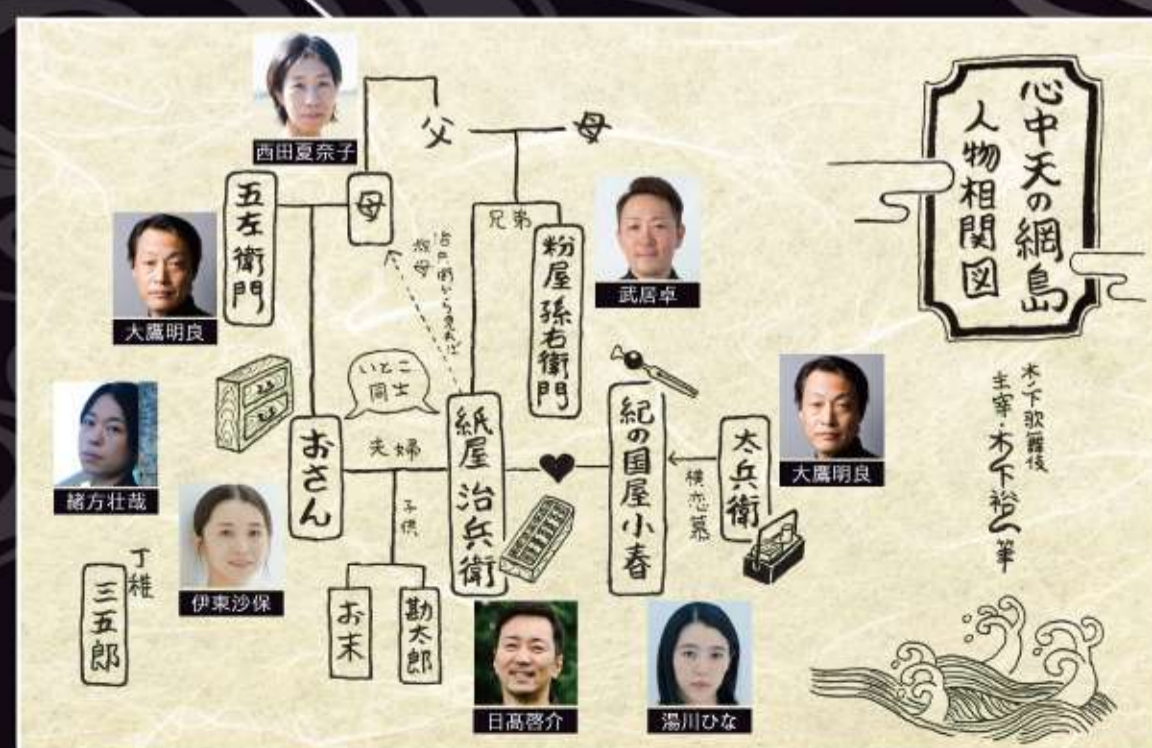 心中天の網島
人物相関図
木ノ下歌舞伎
主宰・木ノ下裕一筆
西田夏奈子
父
母
五左衛門
母
大鷹明良
兄弟
粉屋 孫右衛門
武居卓
治兵衛から見れば
叔母
いとこ
同士
緒方壮哉
おさん
夫婦
紙屋 治兵衛
紀の国屋小春
横恋慕
太兵衛
大鷹明良
子供
伊東沙保
丁稚
三五郎
お末
勘太郎
日髙啓介
湯川ひな